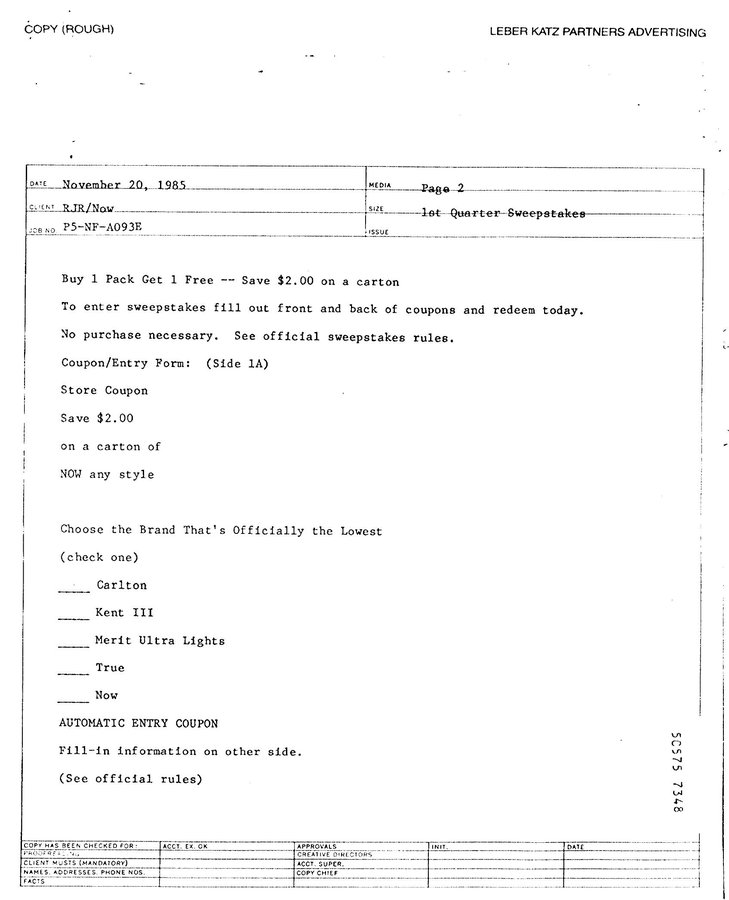 COPY (ROUGH)
LEBER KATZ PARTNERS ADVERTISING
DATE November 20, 1985
MEDIA Page 2
CLIENT RJR/Now
SIZE 1st Quarter Sweepstakes
JOB NO. P5-NF-A093E
ISSUE
Buy 1 Pack Get 1 Free -- Save $2.00 on a carton
To enter sweepstakes fill out front and back of coupons and redeem today.
No purchase necessary. See official sweepstakes rules.
Coupon/Entry Form: (Side 1A)
Store Coupon
Save $2.00
on a carton of
NOW any style
Choose the Brand That's Officially the Lowest
(check one)
____ Carlton
____ Kent III
____ Merit Ultra Lights
____ True
____ Now
AUTOMATIC ENTRY COUPON
Fill-in information on other side.
(See official rules)
50575 7348
COPY HAS BEEN CHECKED FOR: ACCT. EX. OK APPROVALS INIT. DATE
PROOFREADING CREATIVE DIRECTORS
CLIENT MUSTS (MANDATORY) ACCT. SUPER.
NAMES, ADDRESSES, PHONE NOS. COPY CHIEF
FACTS